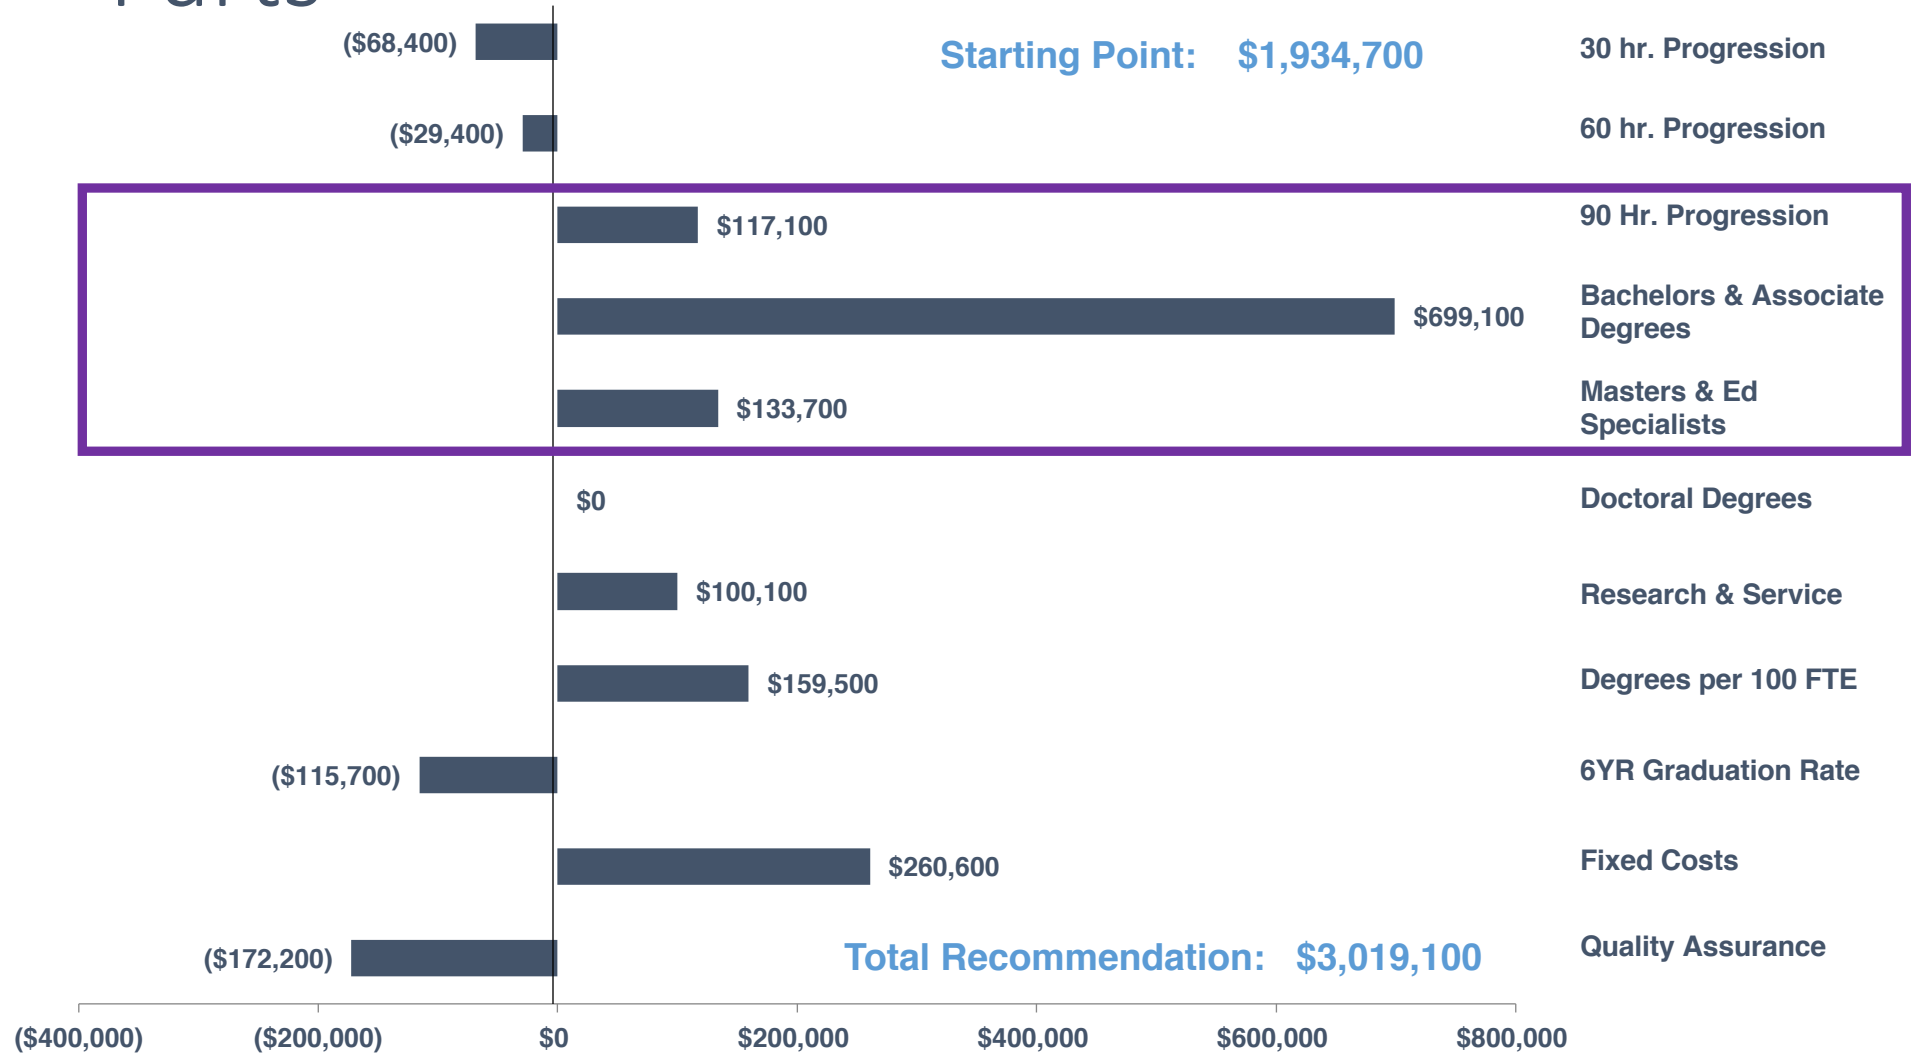 ($68,400)
Starting Point: $1,934,700
30 hr. Progression
($29,400)
60 hr. Progression
$117,100
90 Hr. Progression
$699,100
Bachelors & Associate
Degrees
$133,700
Masters & Ed
Specialists
$0
Doctoral Degrees
$100,100
Research & Service
$159,500
Degrees per 100 FTE
($115,700)
6YR Graduation Rate
$260,600
Fixed Costs
($172,200)
Total Recommendation: $3,019,100
Quality Assurance
($400,000) ($200,000) $0 $200,000 $400,000 $600,000 $800,000